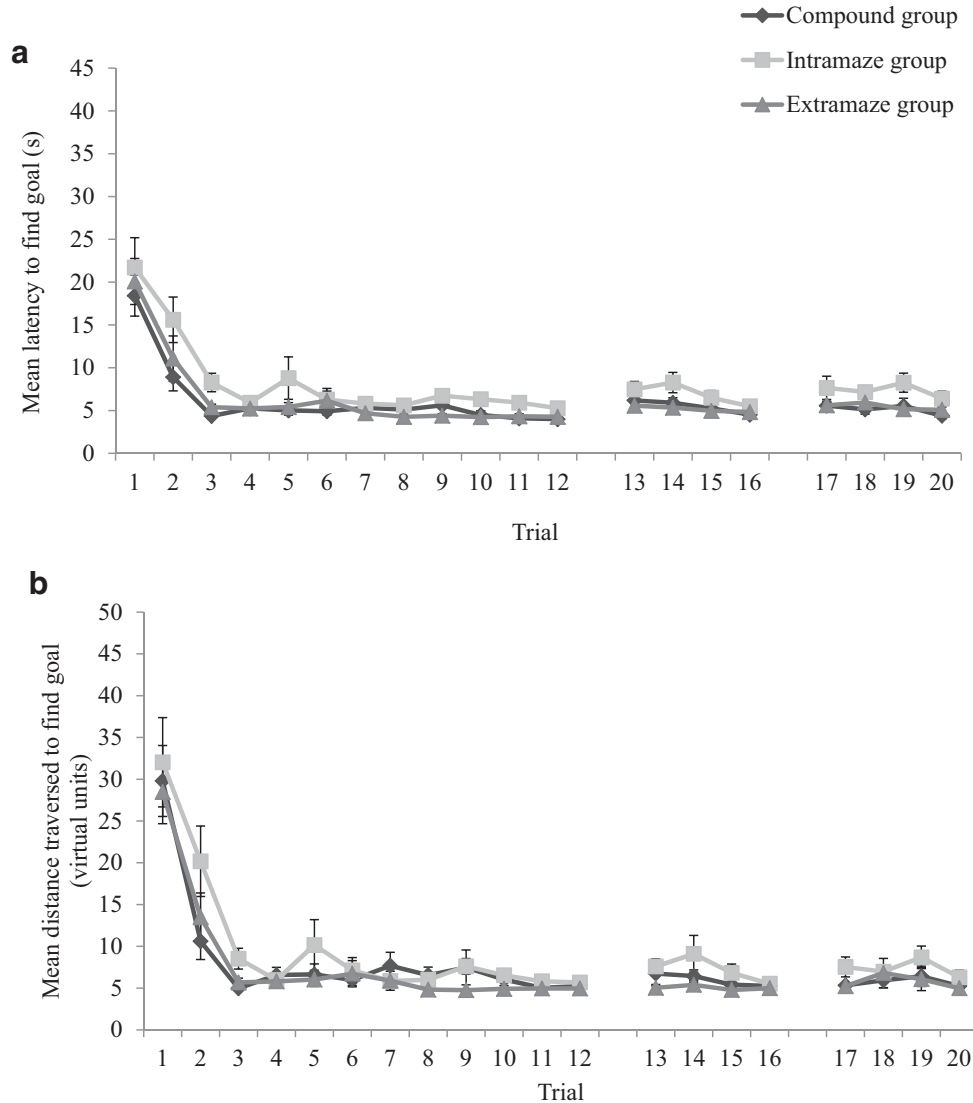 Compound group
Intramaze group
Extramaze group
a
Mean latency to find goal (s)
45
40
35
30
25
20
15
10
5
0
1 2 3 4 5 6 7 8 9 10 11 12 13 14 15 16 17 18 19 20
Trial
b
Mean distance traversed to find goal
(virtual units)
50
45
40
35
30
25
20
15
10
5
0
1 2 3 4 5 6 7 8 9 10 11 12 13 14 15 16 17 18 19 20
Trial